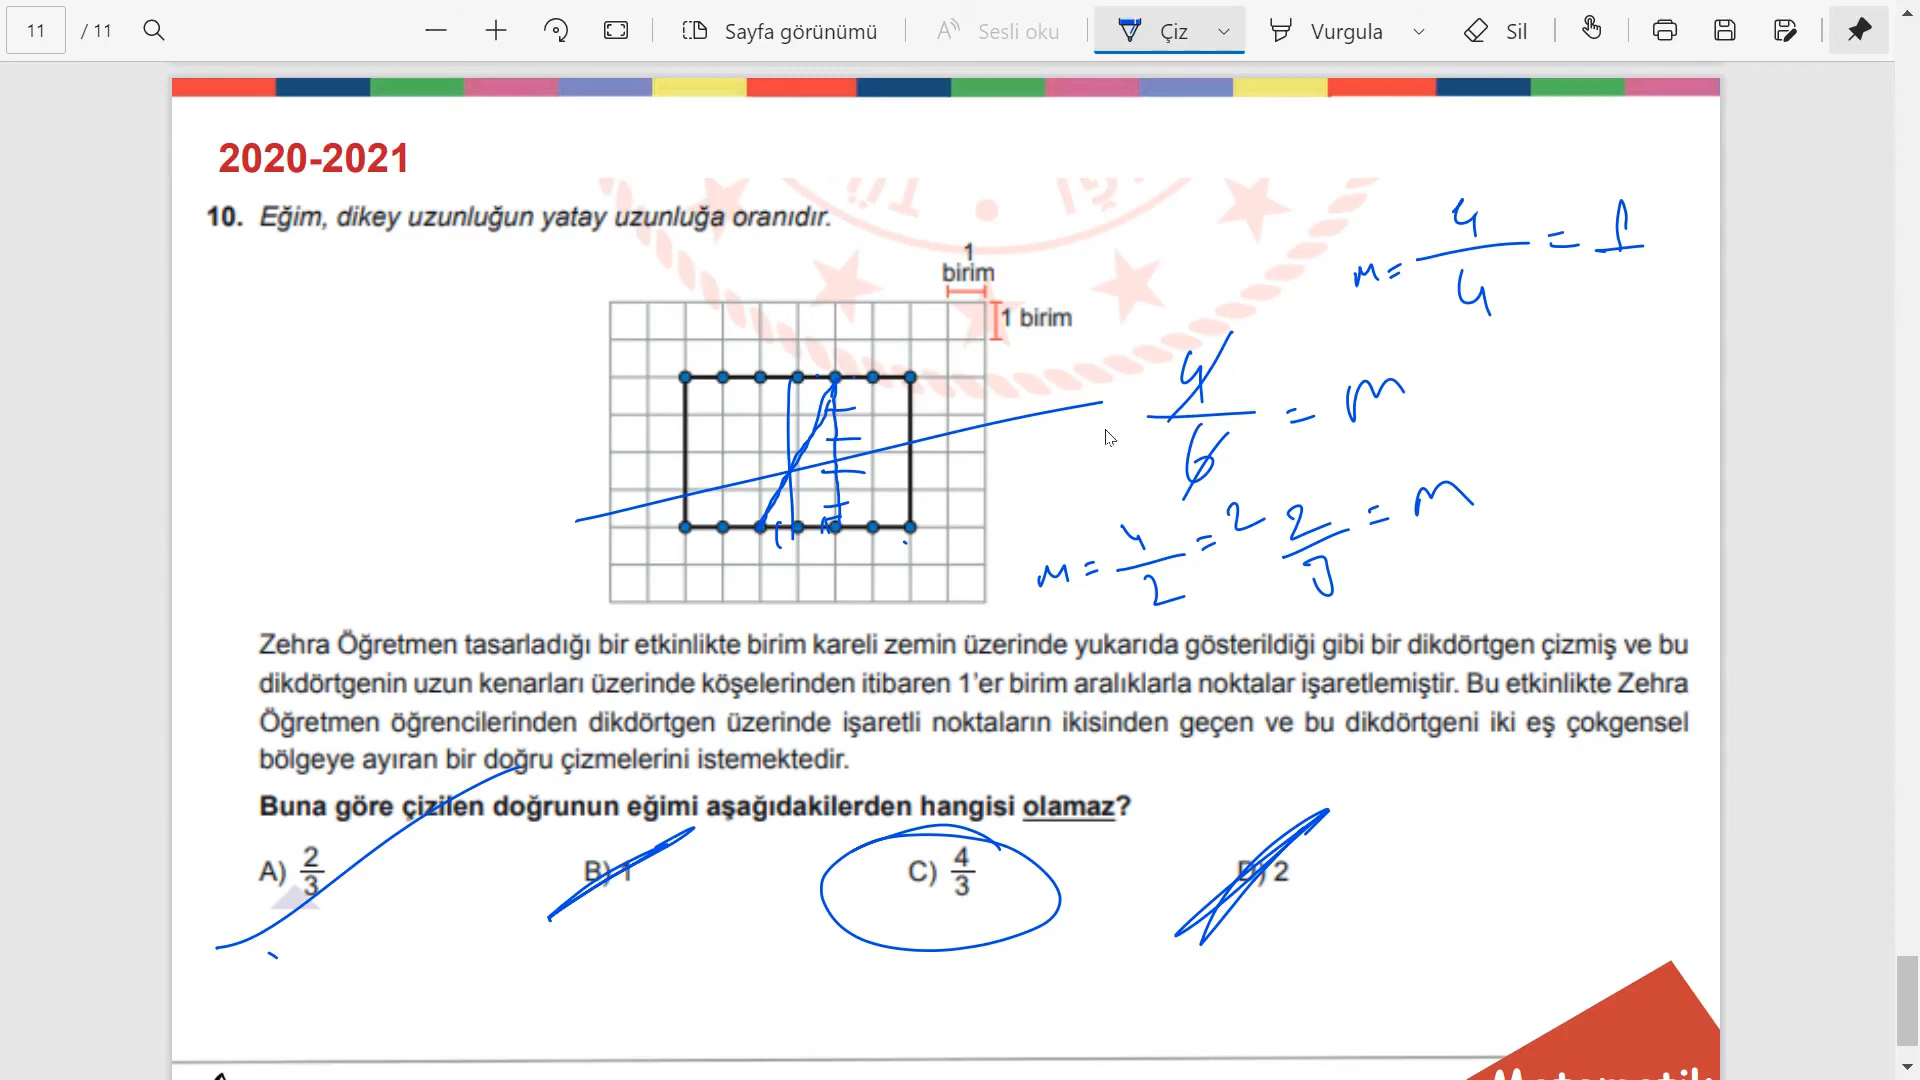 11 / 11 Sayfa görünümü Sesli oku Çiz Vurgula Sil
2020-2021
10. Eğim, dikey uzunluğun yatay uzunluğa oranıdır.
1
birim
1 birim
m = 4/4 = 1
4/6 = m
2/3 = m
m = 4/2 = 2
Zehra Öğretmen tasarladığı bir etkinlikte birim kareli zemin üzerinde yukarıda gösterildiği gibi bir dikdörtgen çizmiş ve bu
dikdörtgenin uzun kenarları üzerinde köşelerinden itibaren 1'er birim aralıklarla noktalar işaretlemiştir. Bu etkinlikte Zehra
Öğretmen öğrencilerinden dikdörtgen üzerinde işaretli noktaların ikisinden geçen ve bu dikdörtgeni iki eş çokgensel
bölgeye ayıran bir doğru çizmelerini istemektedir.
Buna göre çizilen doğrunun eğimi aşağıdakilerden hangisi olamaz?
A) 2/3 B) 1 C) 4/3 D) 2
Matematik